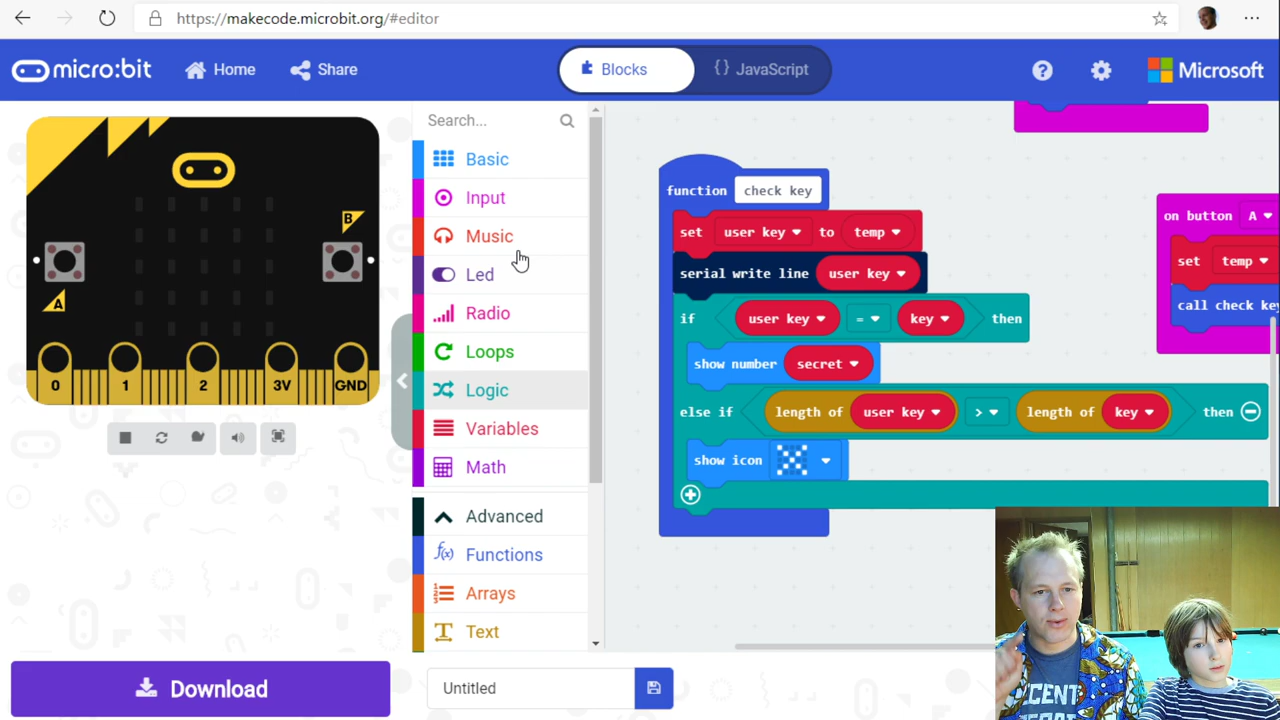 https://makecode.microbit.org/#editor
micro:bit
Home
Share
Blocks
{} JavaScript
Microsoft
Search...
Basic
Input
Music
Led
Radio
Loops
Logic
Variables
Math
Advanced
f(x) Functions
Arrays
Text
A
B
0 1 2 3V GND
Download
Untitled
function check key
set user key to temp
serial write line user key
if user key = key then
show number secret
else if length of user key > length of key then
show icon
on button A
set temp
call check key